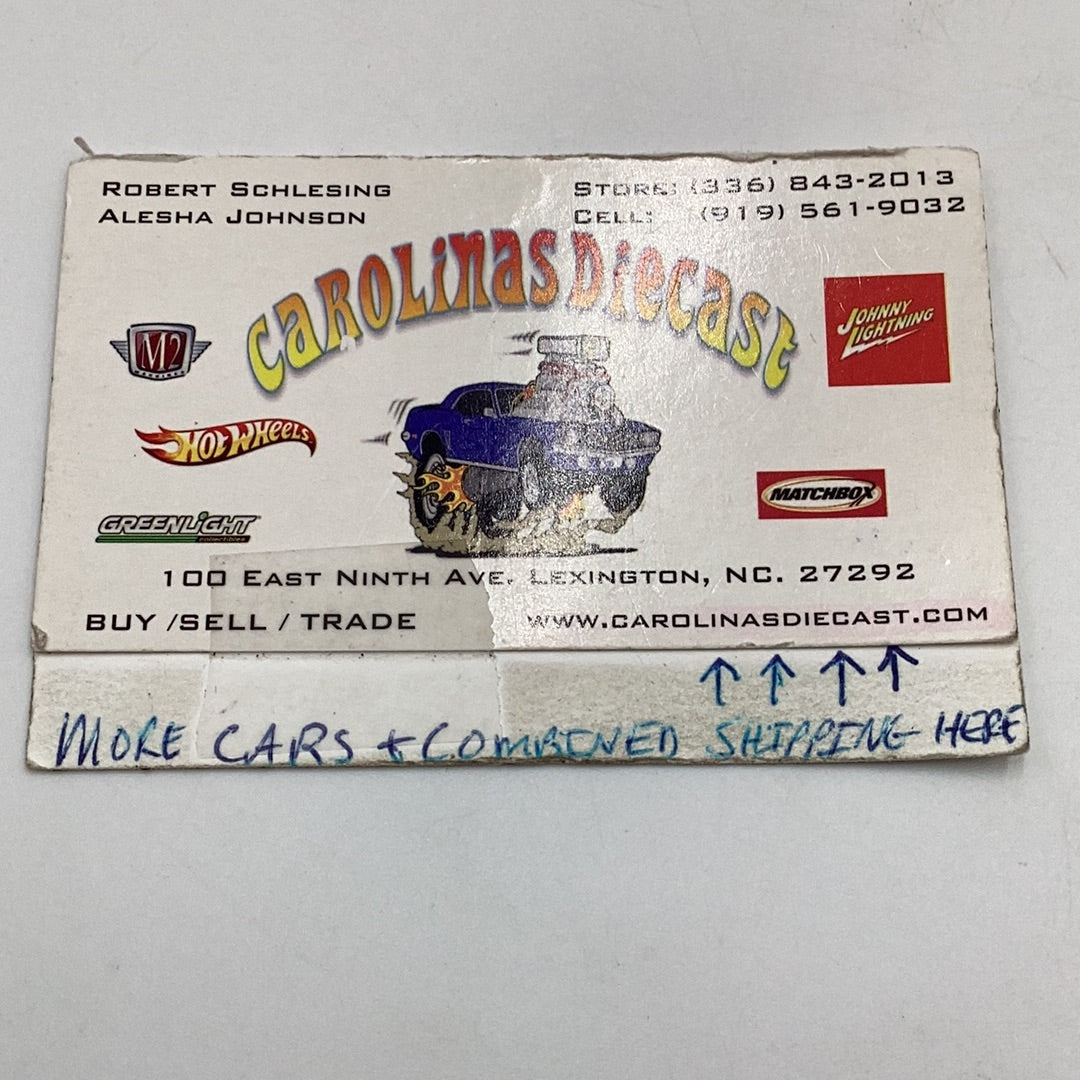 ROBERT SCHLESING
ALESHA JOHNSON
STORE: (336) 843-2013
CELL: (919) 561-9032
CAROLINAS DIECAST
M2
MACHINES
JOHNNY
LIGHTNING
HOT WHEELS
MATCHBOX
GREENLIGHT
collectibles
100 EAST NINTH AVE. LEXINGTON, NC. 27292
BUY /SELL / TRADE
WWW.CAROLINASDIECAST.COM
↑ ↑ ↑ ↑
MORE CARS + COMBINED SHIPPING HERE